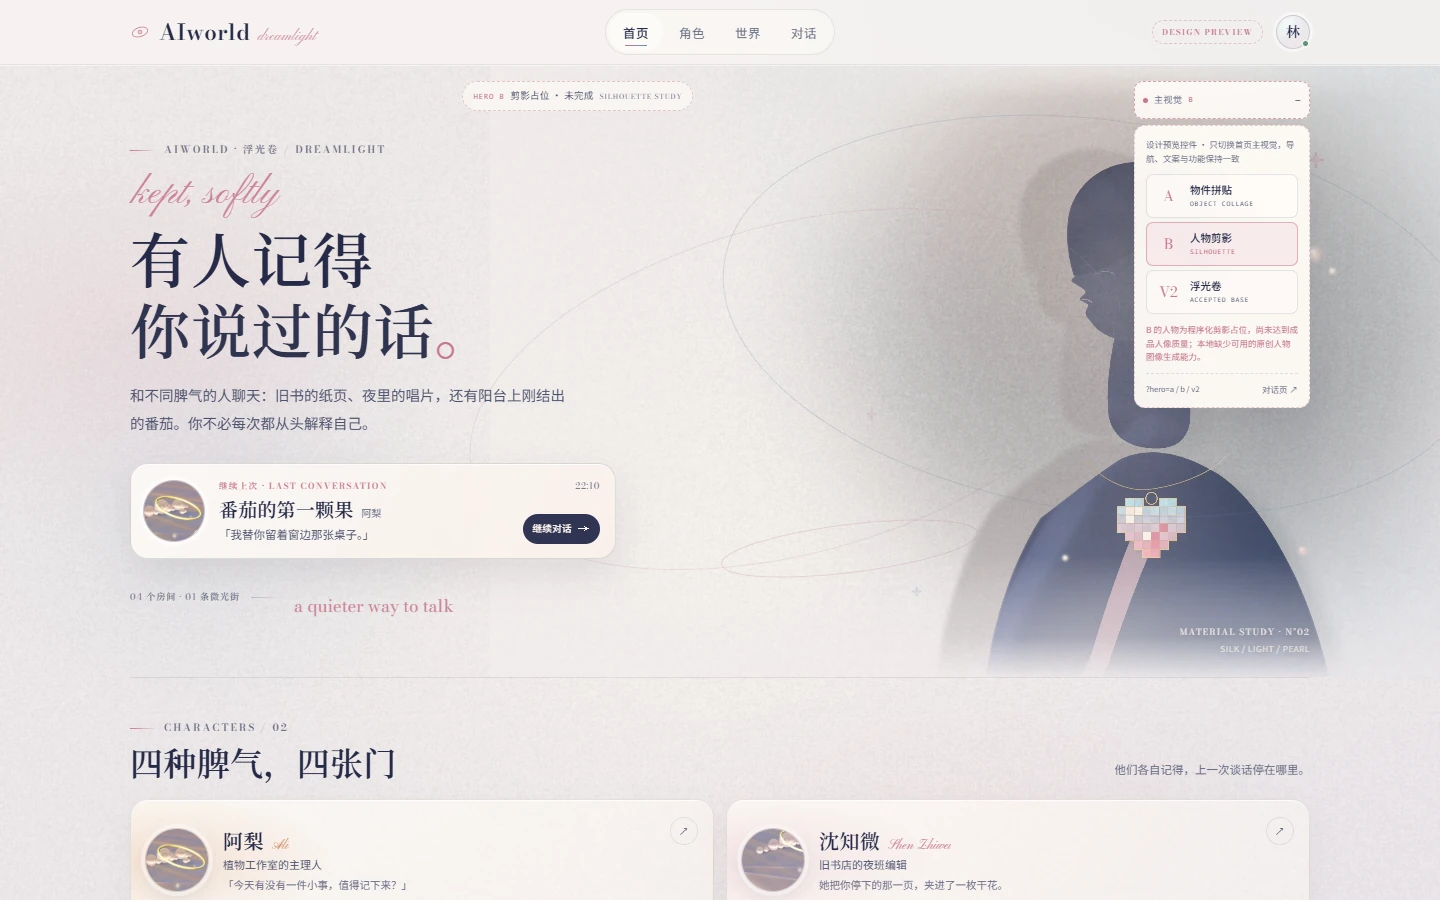 AIworld dreamlight
首页 角色 世界 对话
DESIGN PREVIEW
林
HERO B 剪影占位 · 未完成 SILHOUETTE STUDY
主视觉 B –
设计预览控件 · 只切换首页主视觉，导
航、文案与功能保持一致
A 物件拼贴
OBJECT COLLAGE
B 人物剪影
SILHOUETTE
V2 浮光卷
ACCEPTED BASE
B 的人物为程序化剪影占位，尚未达到成
品人像质量；本地缺少可用的原创人物
图像生成能力。
?hero=a / b / v2 对话页 ↗
AIWORLD · 浮光卷 / DREAMLIGHT
kept, softly
有人记得
你说过的话。
和不同脾气的人聊天：旧书的纸页、夜里的唱片，还有阳台上刚结出
的番茄。你不必每次都从头解释自己。
继续上次 · LAST CONVERSATION 22:10
番茄的第一颗果 阿梨
「我替你留着窗边那张桌子。」
继续对话 →
04 个房间 · 01 条微光街
a quieter way to talk
MATERIAL STUDY · N°02
SILK / LIGHT / PEARL
CHARACTERS / 02
四种脾气，四张门
他们各自记得，上一次谈话停在哪里。
阿梨 Ali ↗
植物工作室的主理人
「今天有没有一件小事，值得记下来？」
沈知微 Shen Zhiwei ↗
旧书店的夜班编辑
她把你停下的那一页，夹进了一枚干花。